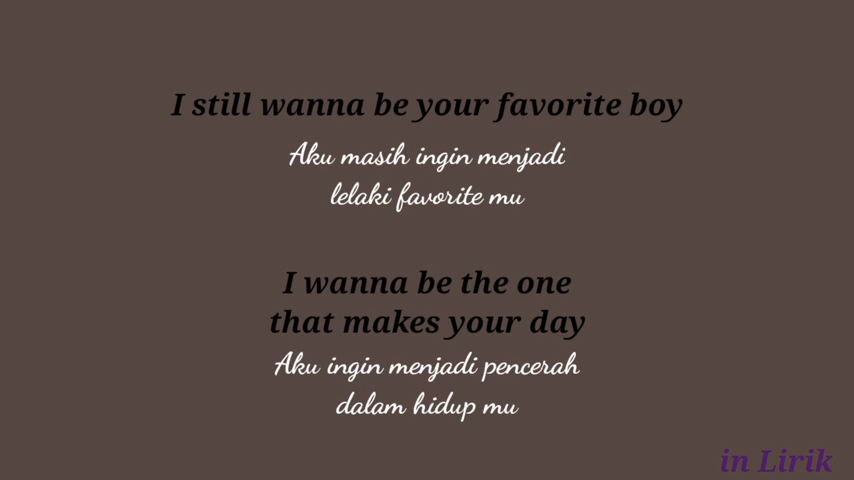 I still wanna be your favorite boy
Aku masih ingin menjadi
lelaki favorite mu
I wanna be the one
that makes your day
Aku ingin menjadi pencerah
dalam hidup mu
in Lirik